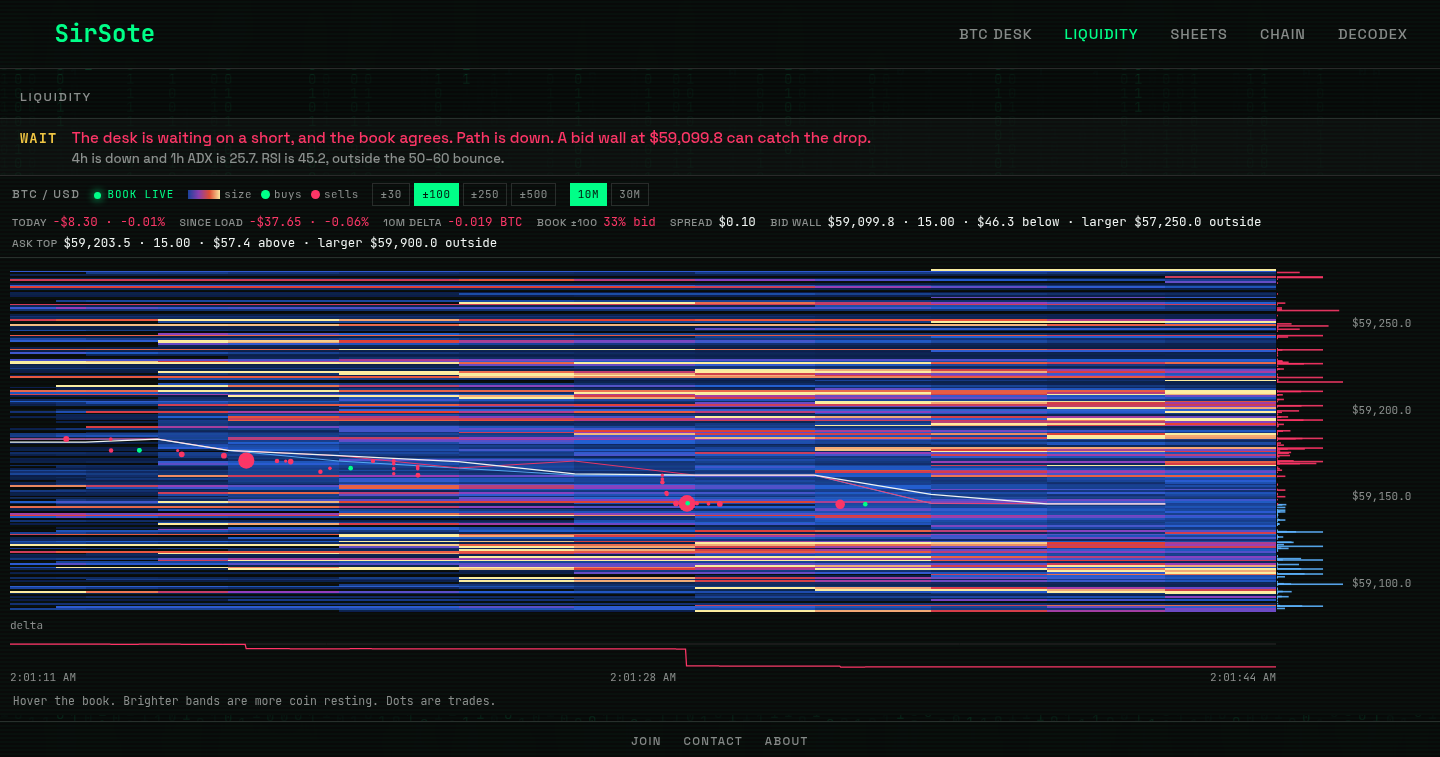 SirSote
BTC DESK LIQUIDITY SHEETS CHAIN DECODEX
LIQUIDITY
WAIT The desk is waiting on a short, and the book agrees. Path is down. A bid wall at $59,099.8 can catch the drop.
4h is down and 1h ADX is 25.7. RSI is 45.2, outside the 50–60 bounce.
BTC / USD BOOK LIVE size buys sells ±30 ±100 ±250 ±500 10M 30M
TODAY -$8.30 · -0.01% SINCE LOAD -$37.65 · -0.06% 10M DELTA -0.019 BTC BOOK ±100 33% bid SPREAD $0.10 BID WALL $59,099.8 · 15.00 · $46.3 below · larger $57,250.0 outside
ASK TOP $59,203.5 · 15.00 · $57.4 above · larger $59,900.0 outside
$59,250.0
$59,200.0
$59,150.0
$59,100.0
delta
2:01:11 AM 2:01:28 AM 2:01:44 AM
Hover the book. Brighter bands are more coin resting. Dots are trades.
JOIN CONTACT ABOUT